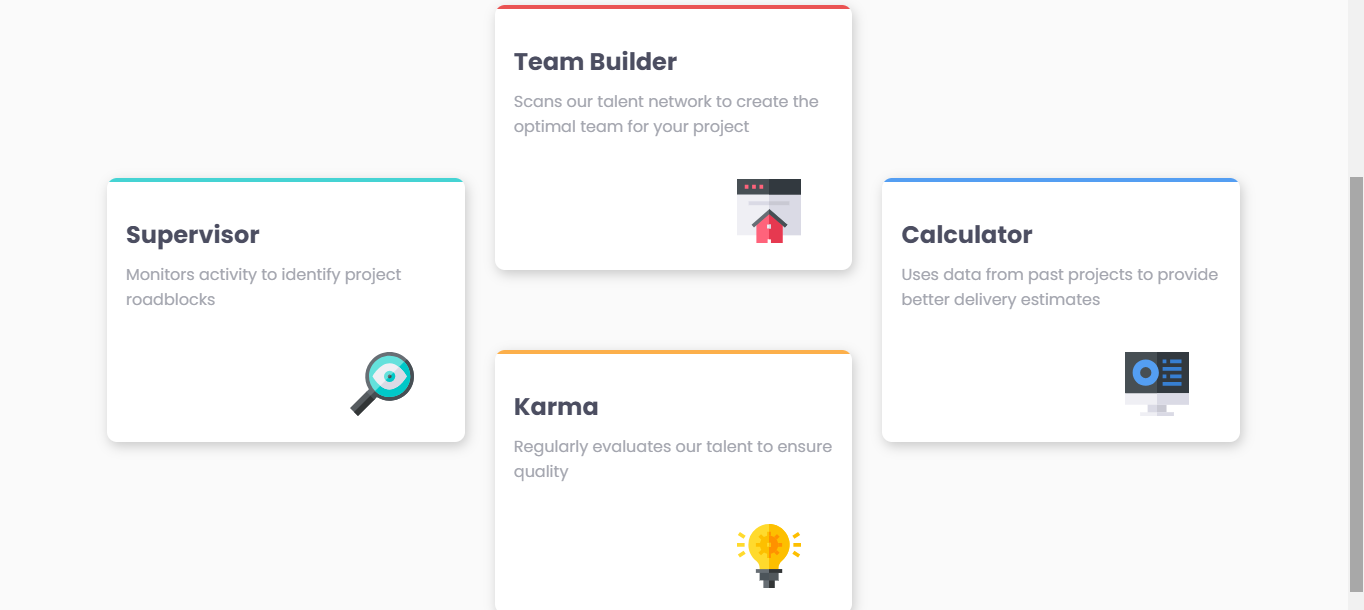 Team Builder
Scans our talent network to create the
optimal team for your project
Supervisor
Monitors activity to identify project
roadblocks
Calculator
Uses data from past projects to provide
better delivery estimates
Karma
Regularly evaluates our talent to ensure
quality